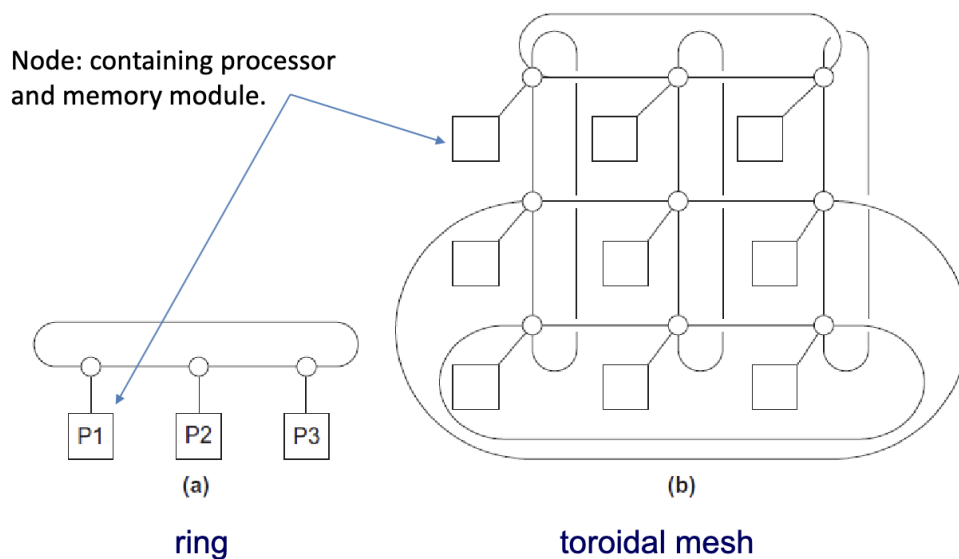 Node: containing processor
and memory module.
P1 P2 P3
(a) (b)
ring toroidal mesh